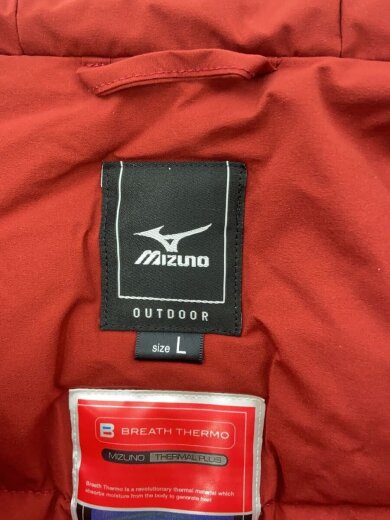 MIZUNO
OUTDOOR
size L
B BREATH THERMO
MIZUNO THERMAL PLUS
Breath Thermo is a revolutionary thermal material which
absorbs moisture from the body to generate heat